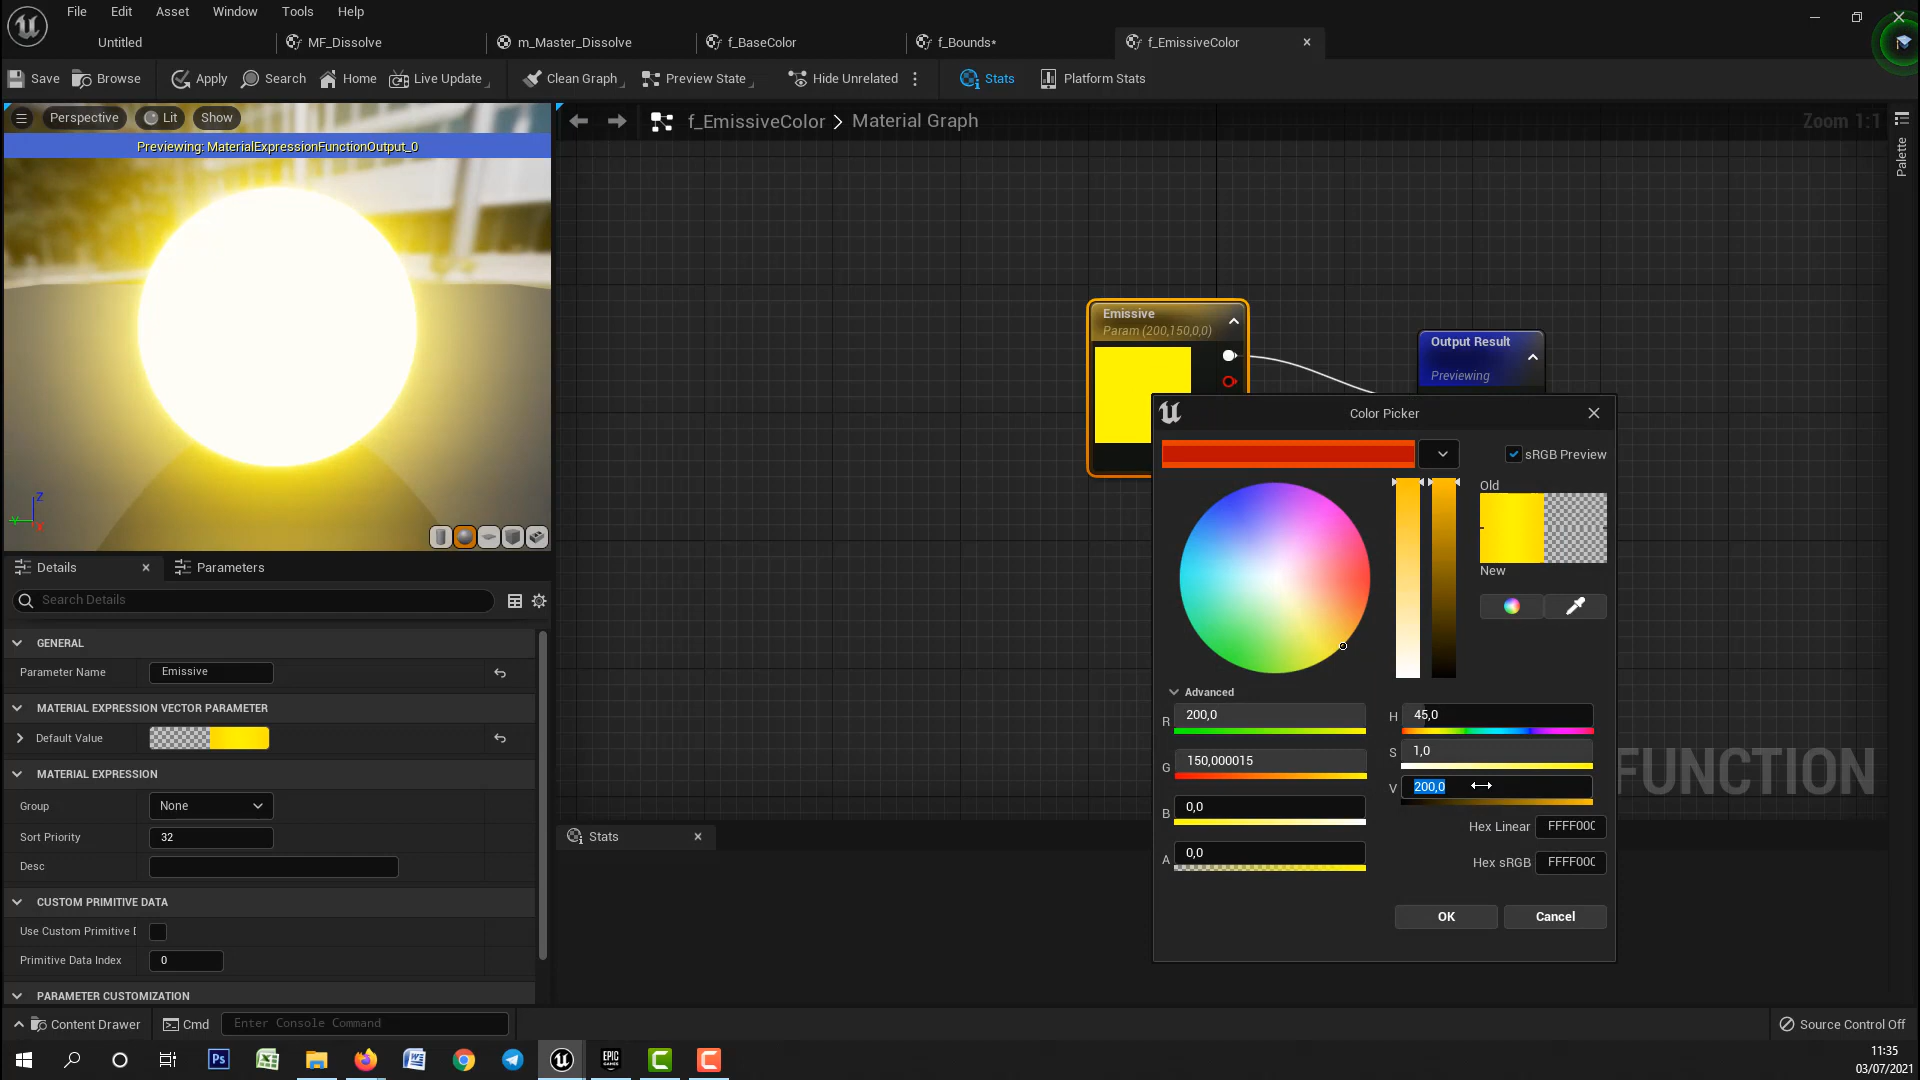 File Edit Asset Window Tools Help
Untitled MF_Dissolve m_Master_Dissolve f_BaseColor f_Bounds* f_EmissiveColor
Save Browse Apply Search Home Live Update Clean Graph Preview State Hide Unrelated Stats Platform Stats
Perspective Lit Show
Previewing: MaterialExpressionFunctionOutput_0
f_EmissiveColor > Material Graph
Zoom 1:1
Palette
Z
Y
X
Emissive
Param (200,150,0,0)
Output Result
Previewing
FUNCTION
Color Picker
sRGB Preview
Old
New
Advanced
R 200,0
G 150,000015
B 0,0
A 0,0
H 45,0
S 1,0
V 200,0
Hex Linear FFFF00
Hex sRGB FFFF00
OK Cancel
Details Parameters
Search Details
GENERAL
Parameter Name Emissive
MATERIAL EXPRESSION VECTOR PARAMETER
Default Value
MATERIAL EXPRESSION
Group None
Sort Priority 32
Desc
CUSTOM PRIMITIVE DATA
Use Custom Primitive
Primitive Data Index 0
PARAMETER CUSTOMIZATION
Stats
Content Drawer Cmd Enter Console Command
Source Control Off
Ps
EPIC GAMES
11:35
03/07/2021